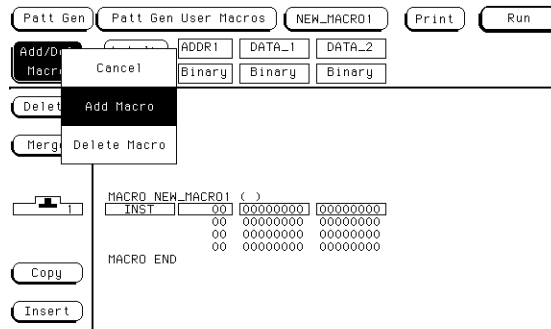 Patt Gen Patt Gen User Macros NEW_MACRO1 Print Run
Add/Del ADDR1 DATA_1 DATA_2
Macro Binary Binary Binary
Cancel
Add Macro
Delete Macro
Delet
Merg
MACRO NEW_MACRO1 ( )
1 INST 00 00000000 00000000
00 00000000 00000000
00 00000000 00000000
00 00000000 00000000
MACRO END
Copy
Insert